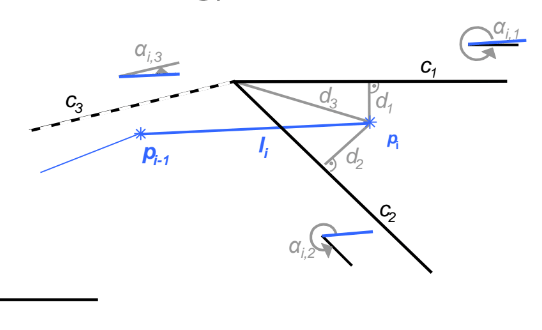 α_{i,1}
α_{i,3}
c_1
c_3
d_3
d_1
p_i
l_i
p_{i-1}
d_2
c_2
α_{i,2}